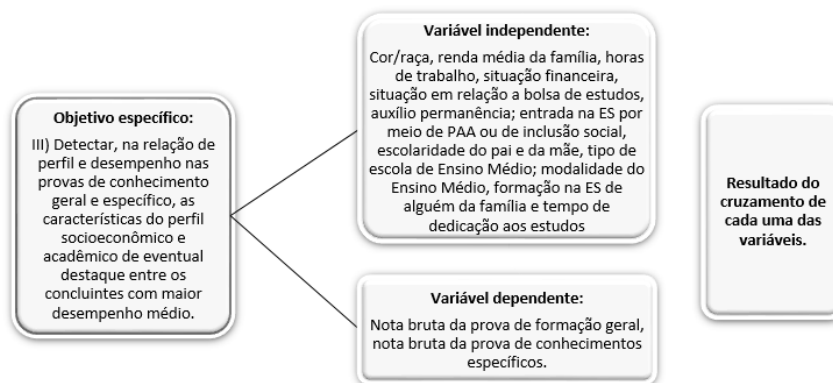 Objetivo específico:
III) Detectar, na relação de
perfil e desempenho nas
provas de conhecimento
geral e específico, as
características do perfil
socioeconômico e
acadêmico de eventual
destaque entre os
concluintes com maior
desempenho médio.
Variável independente:
Cor/raça, renda média da família, horas
de trabalho, situação financeira,
situação em relação a bolsa de estudos,
auxílio permanência; entrada na ES por
meio de PAA ou de inclusão social,
escolaridade do pai e da mãe, tipo de
escola de Ensino Médio; modalidade do
Ensino Médio, formação na ES de
alguém da família e tempo de
dedicação aos estudos
Variável dependente:
Nota bruta da prova de formação geral,
nota bruta da prova de conhecimentos
específicos.
Resultado do
cruzamento de
cada uma das
variáveis.